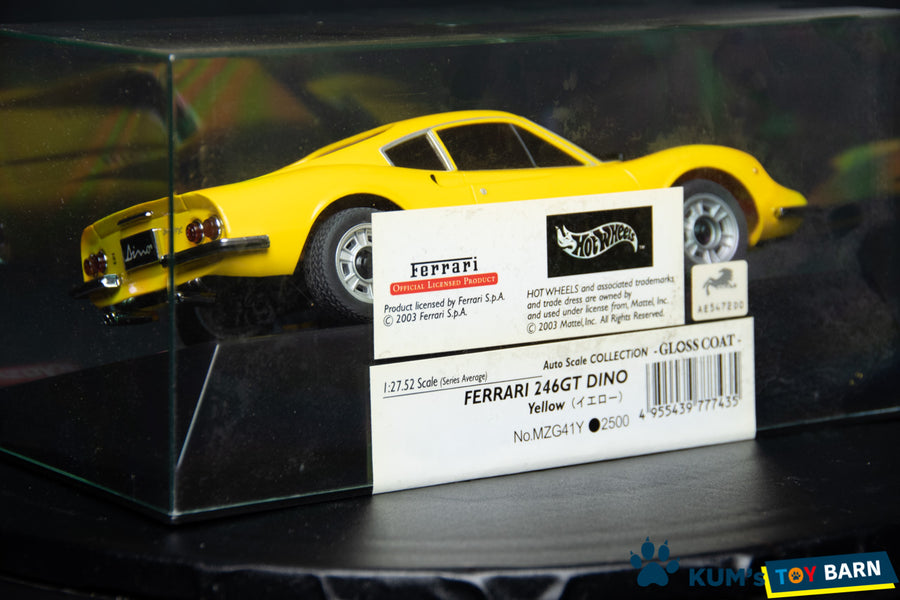 Dino
Ferrari
OFFICIAL LICENSED PRODUCT
Product licensed by Ferrari S.p.A.
© 2003 Ferrari S.p.A.
HOT WHEELS
TM
HOT WHEELS and associated trademarks
and trade dress are owned by
and used under license from, Mattel, Inc.
© 2003 Mattel, Inc. All Rights Reserved.
AE547200
Auto Scale COLLECTION - GLOSS COAT -
1:27.52 Scale (Series Average)
FERRARI 246GT DINO
Yellow (イエロー)
No.MZG41Y ●2500
4 955439 777435
KUM's TOY BARN